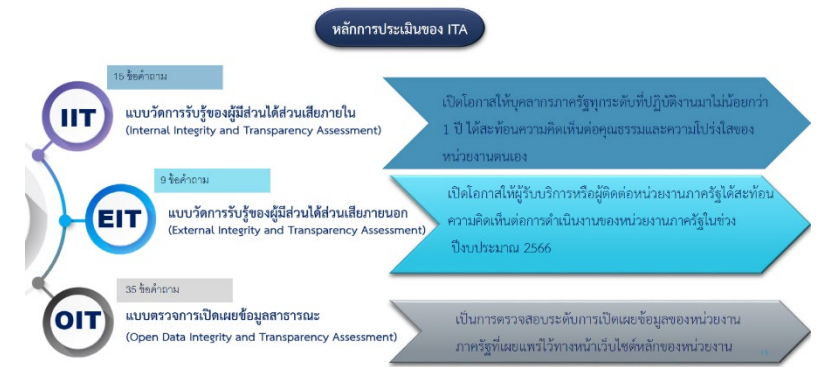 หลักการประเมินของ ITA
15 ข้อคำถาม
IIT
แบบวัดการรับรู้ของผู้มีส่วนได้ส่วนเสียภายใน
(Internal Integrity and Transparency Assessment)
เปิดโอกาสให้บุคลากรภาครัฐทุกระดับที่ปฏิบัติงานมาไม่น้อยกว่า
1 ปี ได้สะท้อนความคิดเห็นต่อคุณธรรมและความโปร่งใสของ
หน่วยงานตนเอง
9 ข้อคำถาม
EIT
แบบวัดการรับรู้ของผู้มีส่วนได้ส่วนเสียภายนอก
(External Integrity and Transparency Assessment)
เปิดโอกาสให้ผู้รับบริการหรือผู้ติดต่อหน่วยงานภาครัฐได้สะท้อน
ความคิดเห็นต่อการดำเนินงานของหน่วยงานภาครัฐในช่วง
ปีงบประมาณ 2566
35 ข้อคำถาม
OIT
แบบตรวจการเปิดเผยข้อมูลสาธารณะ
(Open Data Integrity and Transparency Assessment)
เป็นการตรวจสอบระดับการเปิดเผยข้อมูลของหน่วยงาน
ภาครัฐที่เผยแพร่ไว้ทางหน้าเว็บไซต์หลักของหน่วยงาน